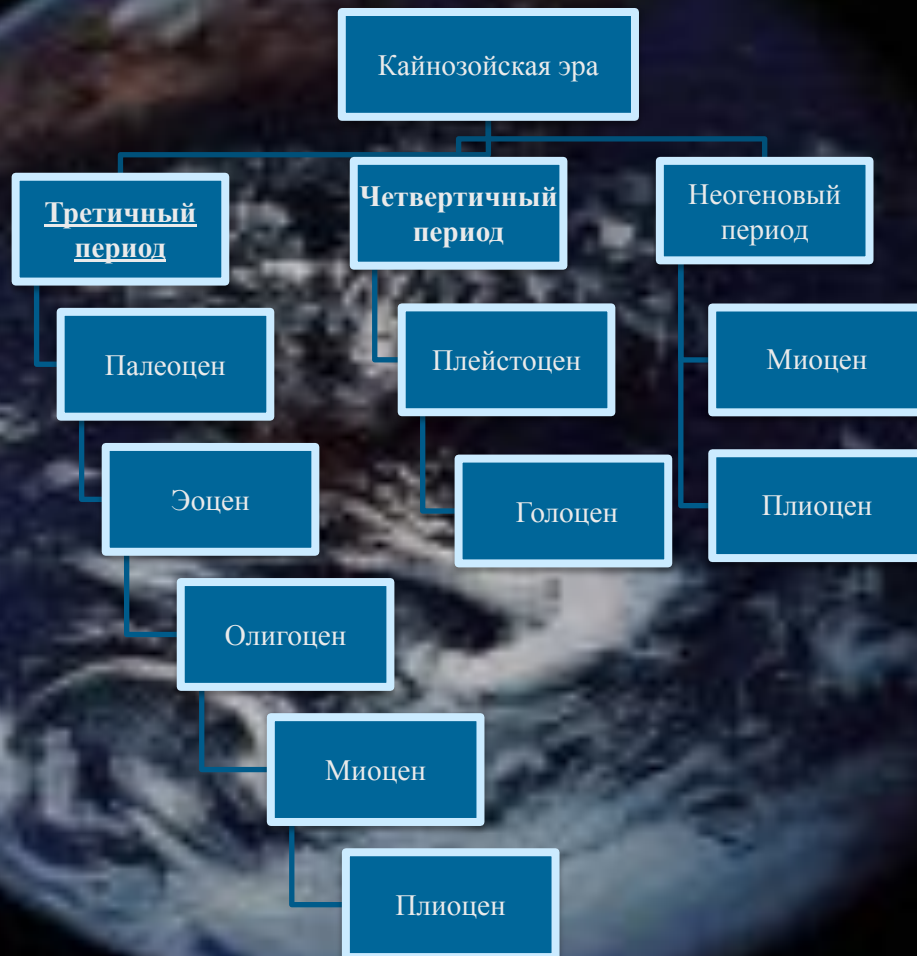 Кайнозойская эра
Третичный
период
Четвертичный
период
Неогеновый
период
Палеоцен
Плейстоцен
Миоцен
Эоцен
Голоцен
Плиоцен
Олигоцен
Миоцен
Плиоцен